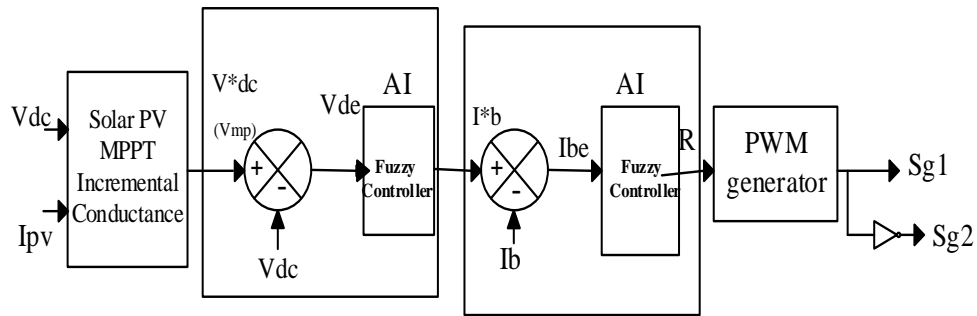 Vdc
Ipv
Solar PV
MPPT
Incremental
Conductance
V*dc
(Vmp)
+
-
Vdc
Vde
AI
Fuzzy
Controller
I*b
+
-
Ib
Ibe
AI
Fuzzy
Controller
R
PWM
generator
Sg1
Sg2